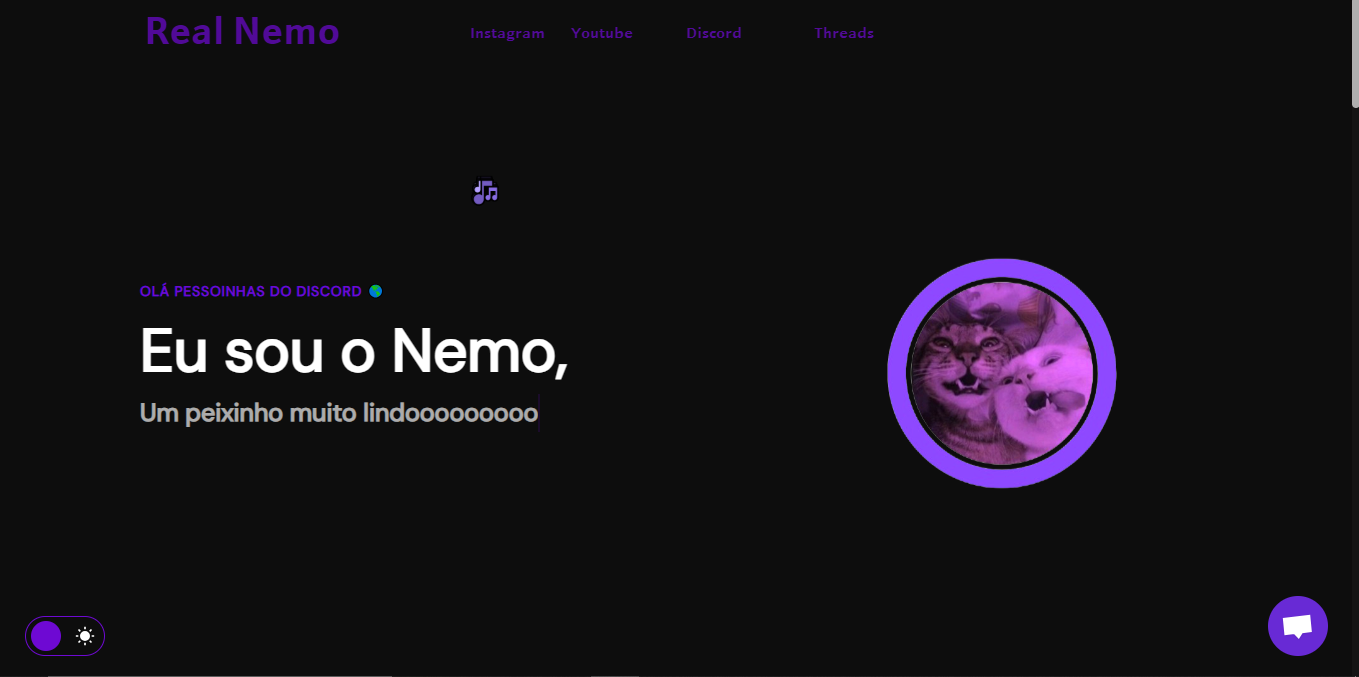 Real Nemo
Instagram Youtube Discord Threads
OLÁ PESSOINHAS DO DISCORD 🌎
Eu sou o Nemo,
Um peixinho muito lindooooooooo